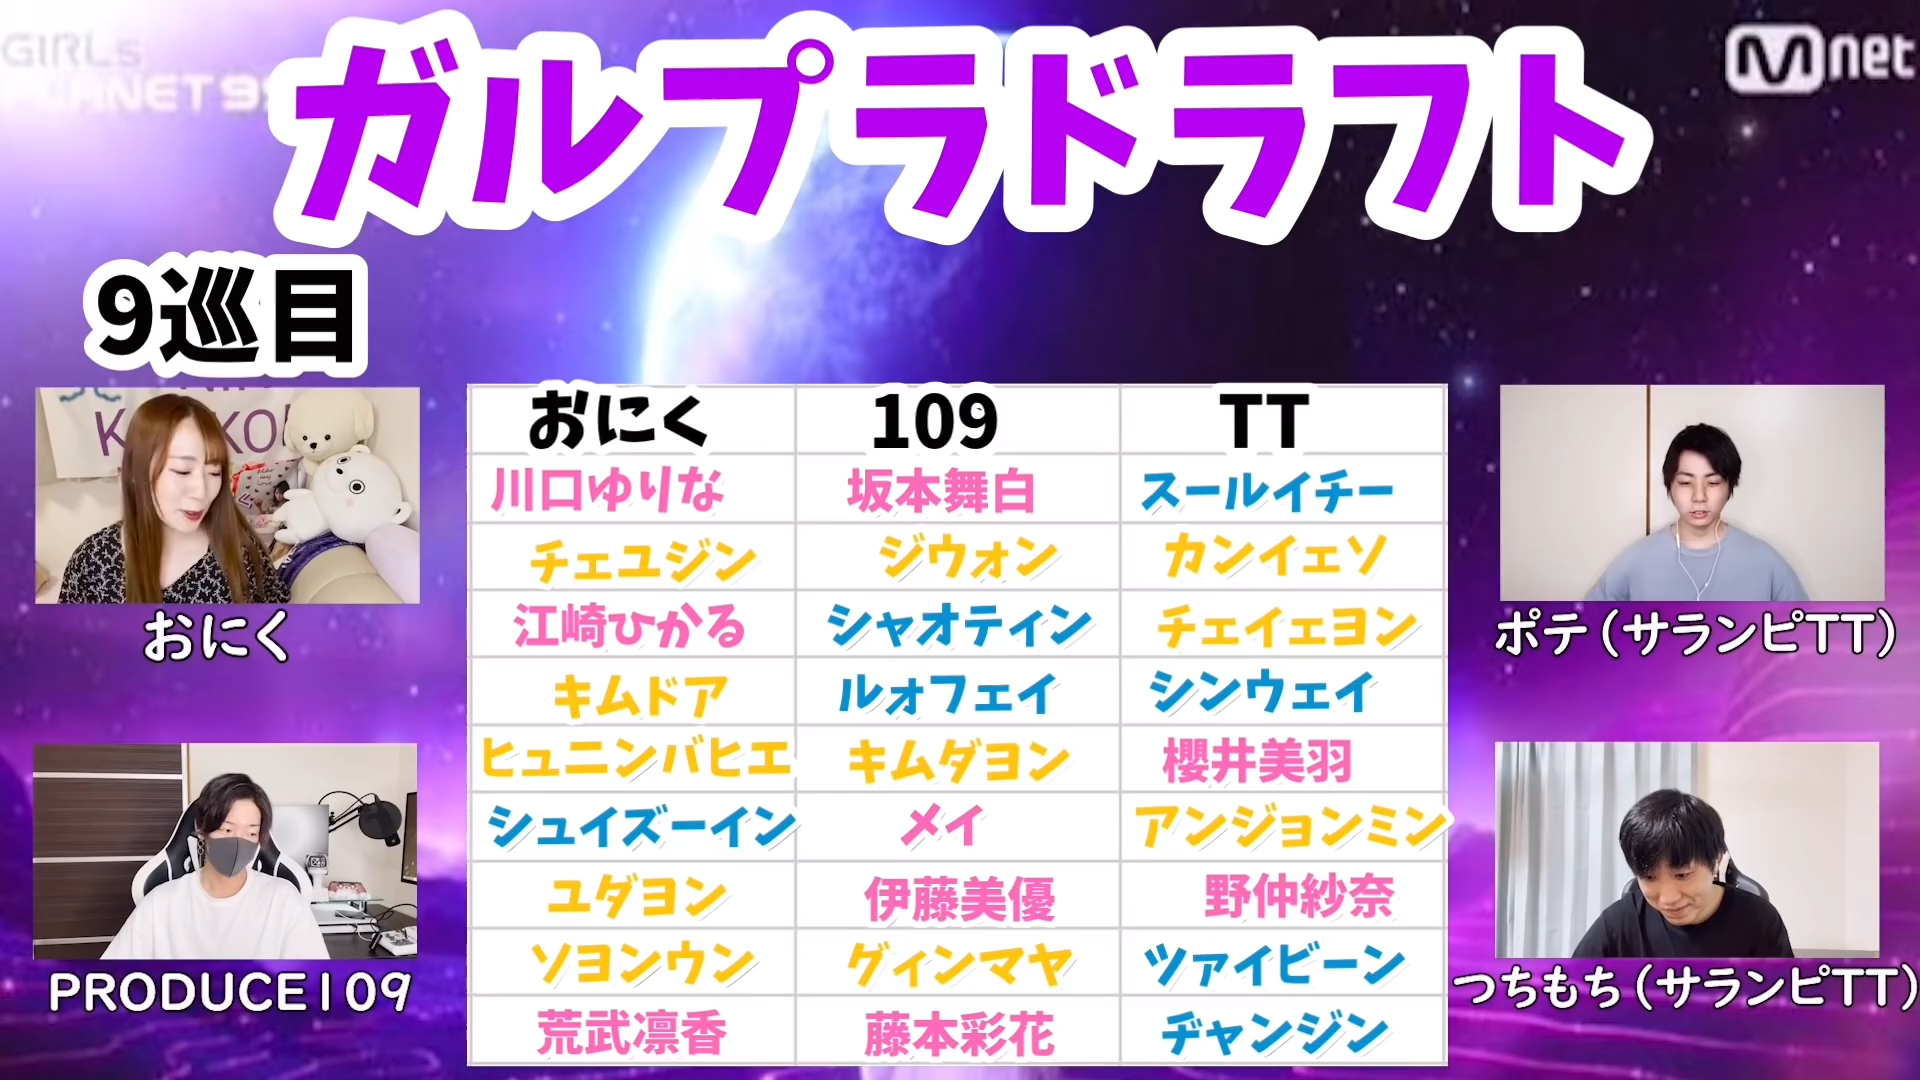 GIRLs
PLANET 99
ガルプラドラフト
Mnet
9巡目
おにく 109 TT
川口ゆりな 坂本舞白 スールイチー
チェユジン ジウォン カンイェソ
江崎ひかる シャオティン チェイェヨン
キムドア ルォフェイ シンウェイ
ヒュニンバヒエ キムダヨン 櫻井美羽
シュイズーイン メイ アンジョンミン
ユダヨン 伊藤美優 野仲紗奈
ソヨンウン グィンマヤ ツァイビーン
荒武凛香 藤本彩花 チャンジン
おにく
PRODUCE109
ポテ(サランピTT)
つちもち(サランピTT)